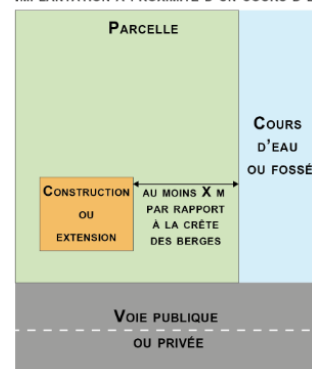 PARCELLE
COURS
D'EAU
OU FOSSÉ
CONSTRUCTION
OU
EXTENSION
AU MOINS X M
PAR RAPPORT
À LA CRÊTE
DES BERGES
VOIE PUBLIQUE
OU PRIVÉE